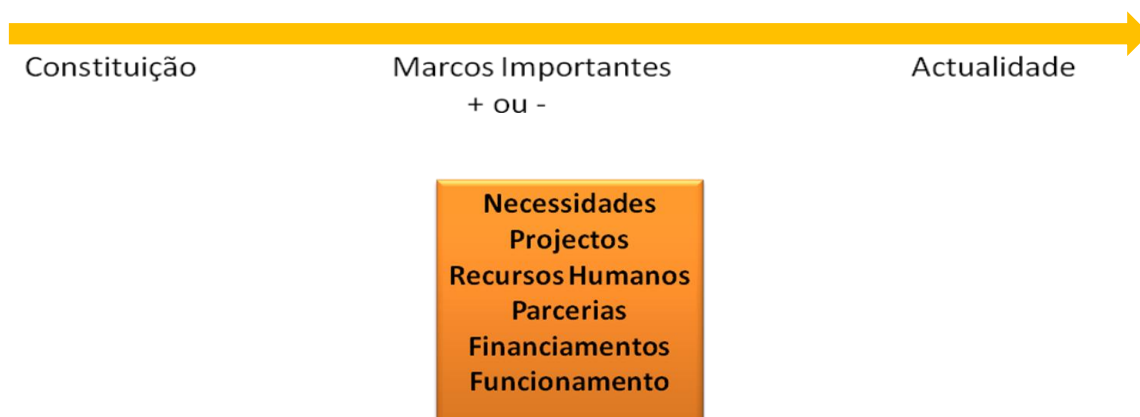 Constituição
Marcos Importantes
+ ou -
Actualidade
Necessidades
Projectos
Recursos Humanos
Parcerias
Financiamentos
Funcionamento